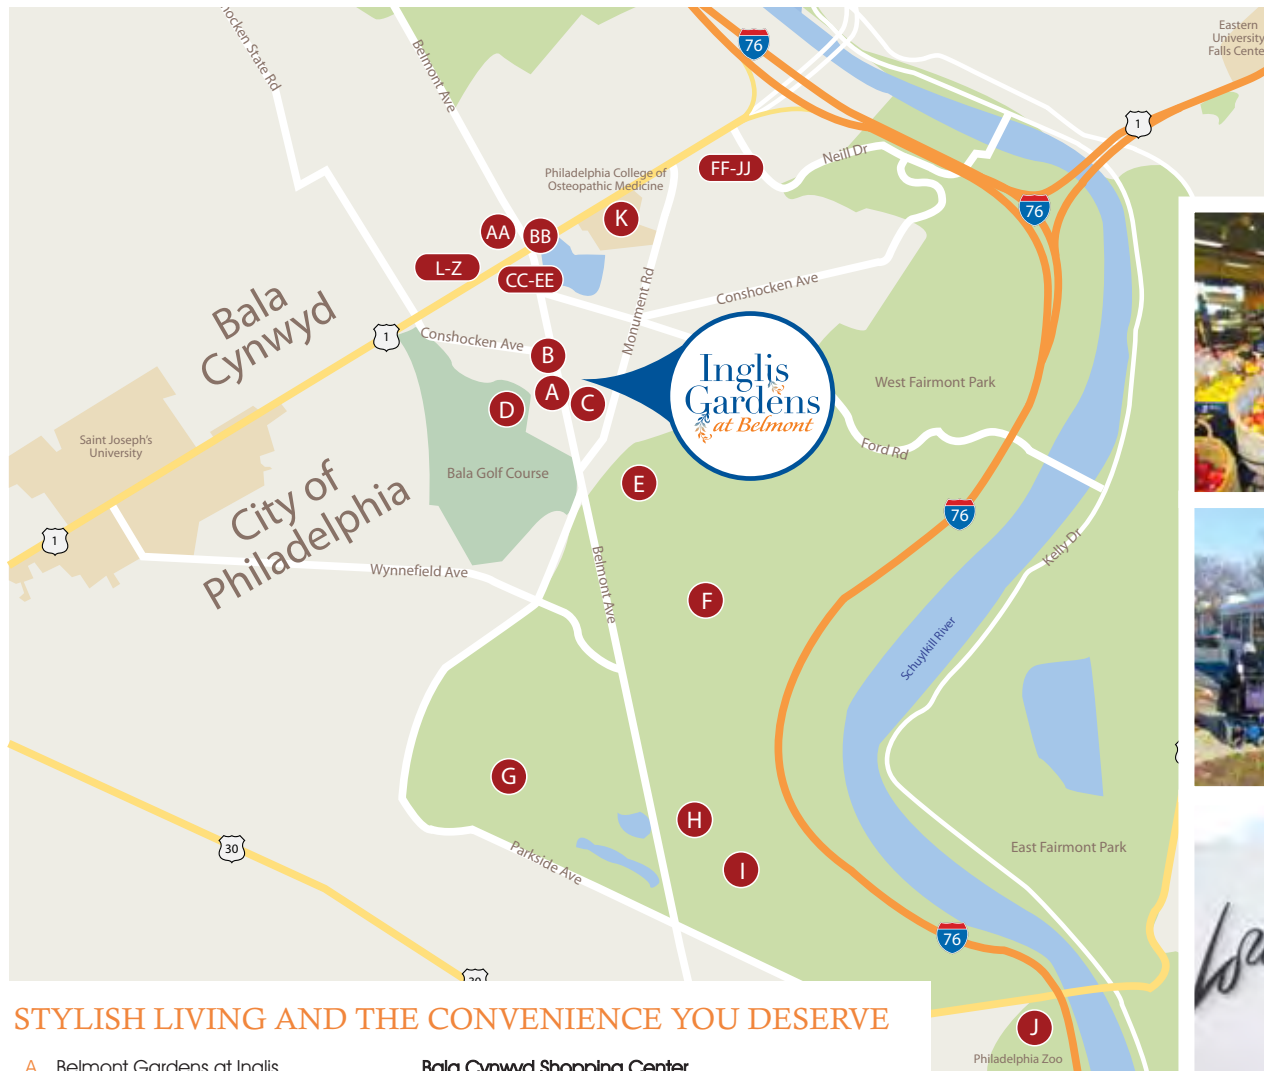 hocken State Rd
Belmont Ave
76
Eastern
University
Falls Cente
1
Neill Dr
FF-JJ
Philadelphia College of
Osteopathic Medicine
K
76
AA
BB
L-Z
CC-EE
Conshocken Ave
Monument Rd
Bala
Cynwyd
1
Conshocken Ave
B
A
C
D
Inglis
Gardens
at Belmont
West Fairmont Park
Saint Joseph's
University
Bala Golf Course
Ford Rd
E
City of
Philadelphia
76
1
Kelly Dr
Wynnefield Ave
Belmont Ave
F
Schuylkill River
G
H
I
30
Parkside Ave
East Fairmont Park
76
30
J
Philadelphia Zoo
STYLISH LIVING AND THE CONVENIENCE YOU DESERVE
A Belmont Gardens at Inglis
Bala Cynwyd Shopping Center